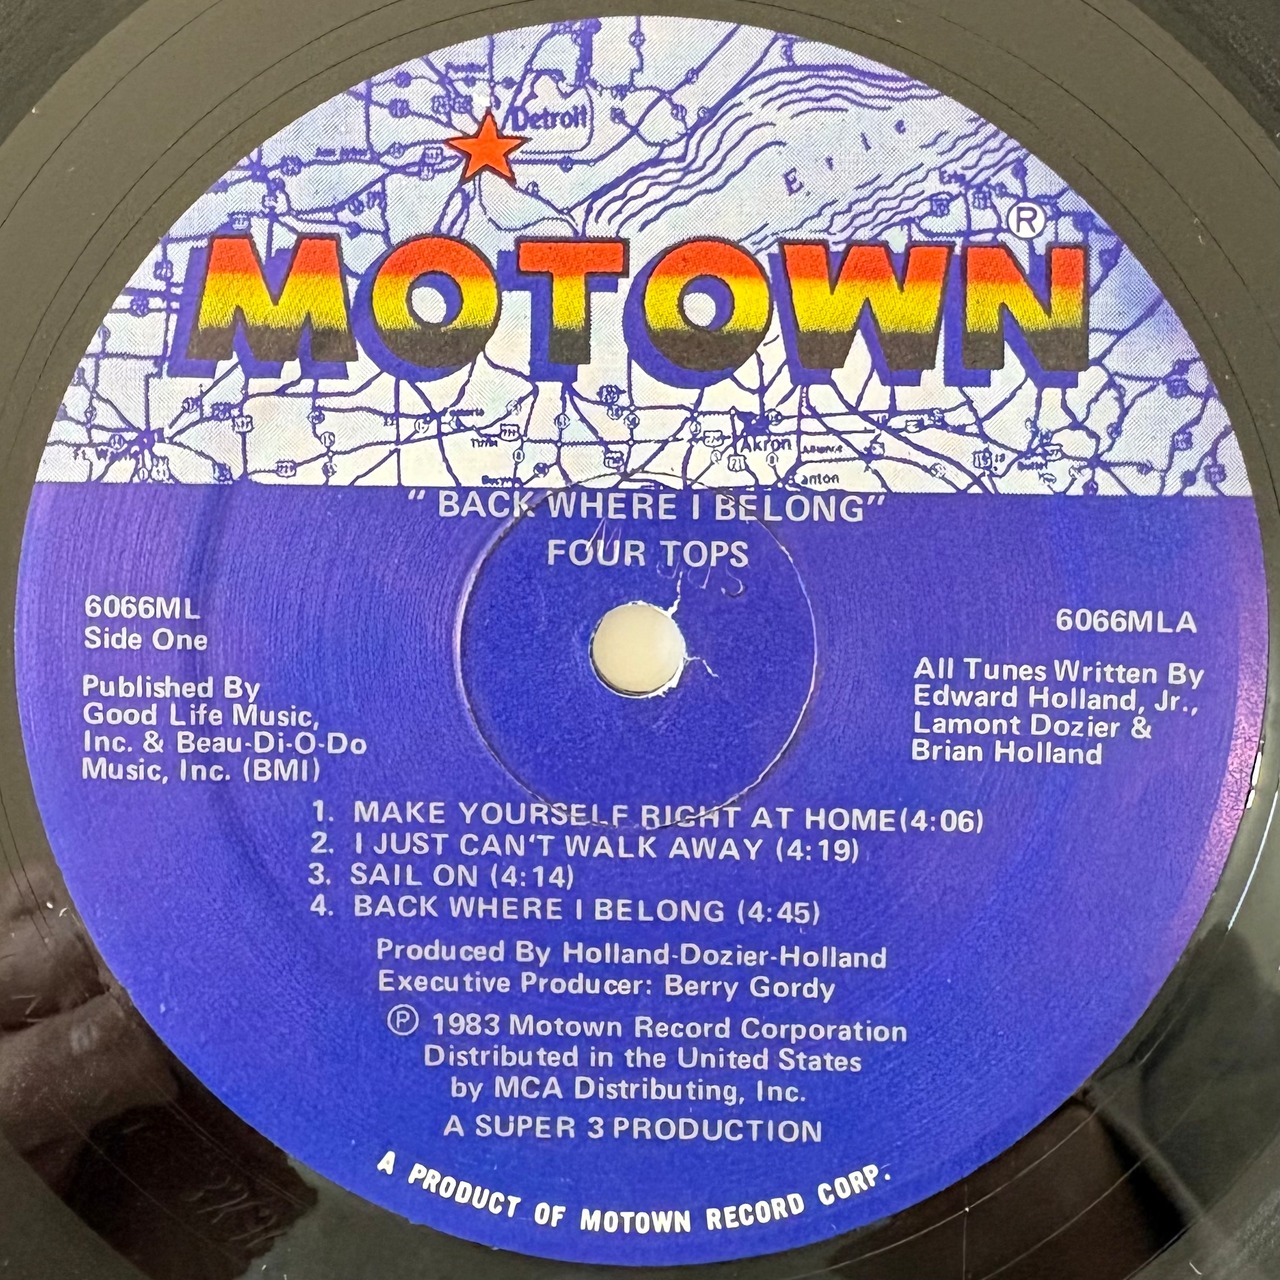 Detroit
Erie
®
MOTOWN
Akron
"BACK WHERE I BELONG"
FOUR TOPS
6066ML
Side One
Published By
Good Life Music,
Inc. & Beau-Di-O-Do
Music, Inc. (BMI)
6066MLA
All Tunes Written By
Edward Holland, Jr.,
Lamont Dozier &
Brian Holland
1. MAKE YOURSELF RIGHT AT HOME(4:06)
2. I JUST CAN'T WALK AWAY (4:19)
3. SAIL ON (4:14)
4. BACK WHERE I BELONG (4:45)
Produced By Holland-Dozier-Holland
Executive Producer: Berry Gordy
℗ 1983 Motown Record Corporation
Distributed in the United States
by MCA Distributing, Inc.
A SUPER 3 PRODUCTION
A PRODUCT OF MOTOWN RECORD CORP.